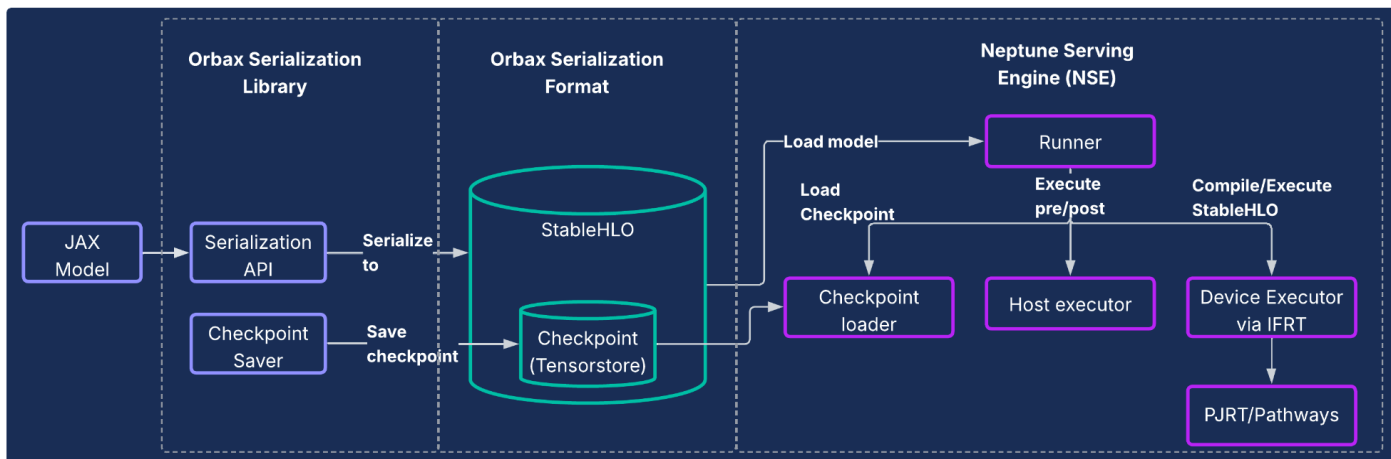 Orbax Serialization
Library
Orbax Serialization
Format
Neptune Serving
Engine (NSE)
JAX
Model
Serialization
API
Serialize
to
Checkpoint
Saver
Save
checkpoint
StableHLO
Checkpoint
(Tensorstore)
Load model
Runner
Load
Checkpoint
Execute
pre/post
Compile/Execute
StableHLO
Checkpoint
loader
Host executor
Device Executor
via IFRT
PJRT/Pathways